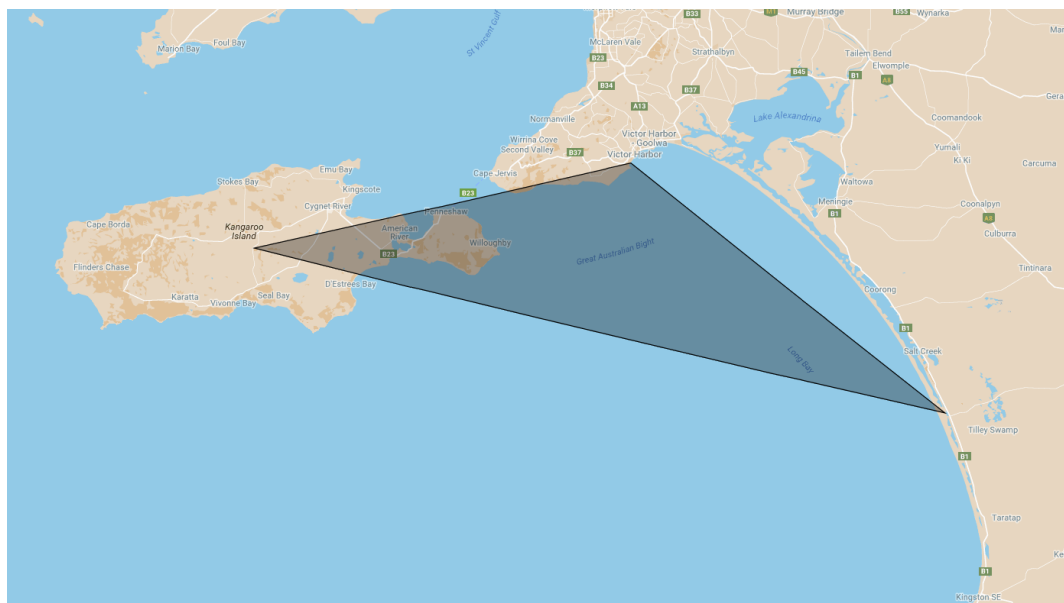 St Vincent Gulf
M1
B33
Murray Bridge
B55
Wynarka
Foul Bay
Marion Bay
McLaren Vale
Strathalbyn
Tailem Bend
B23
B45
B1
Elwomple
A8
B34
B37
A13
Normanville
Lake Alexandrina
Coomandook
Wirrina Cove
Second Valley
B37
Victor Harbor
- Goolwa
Victor Harbor
Yumali
Ki Ki
Carcuma
Emu Bay
Cape Jervis
Stokes Bay
Kingscote
B23
Waltowa
Meningie
B1
Coonalpyn
A8
Culburra
Cygnet River
Penneshaw
Cape Borda
Kangaroo
Island
American
River
Willoughby
B23
Great Australian Bight
Flinders Chase
Tintinara
D'Estrees Bay
Seal Bay
Karatta
Vivonne Bay
Coorong
B1
Salt Creek
Long Bay
Tilley Swamp
B1
Taratap
B1
Kingston SE